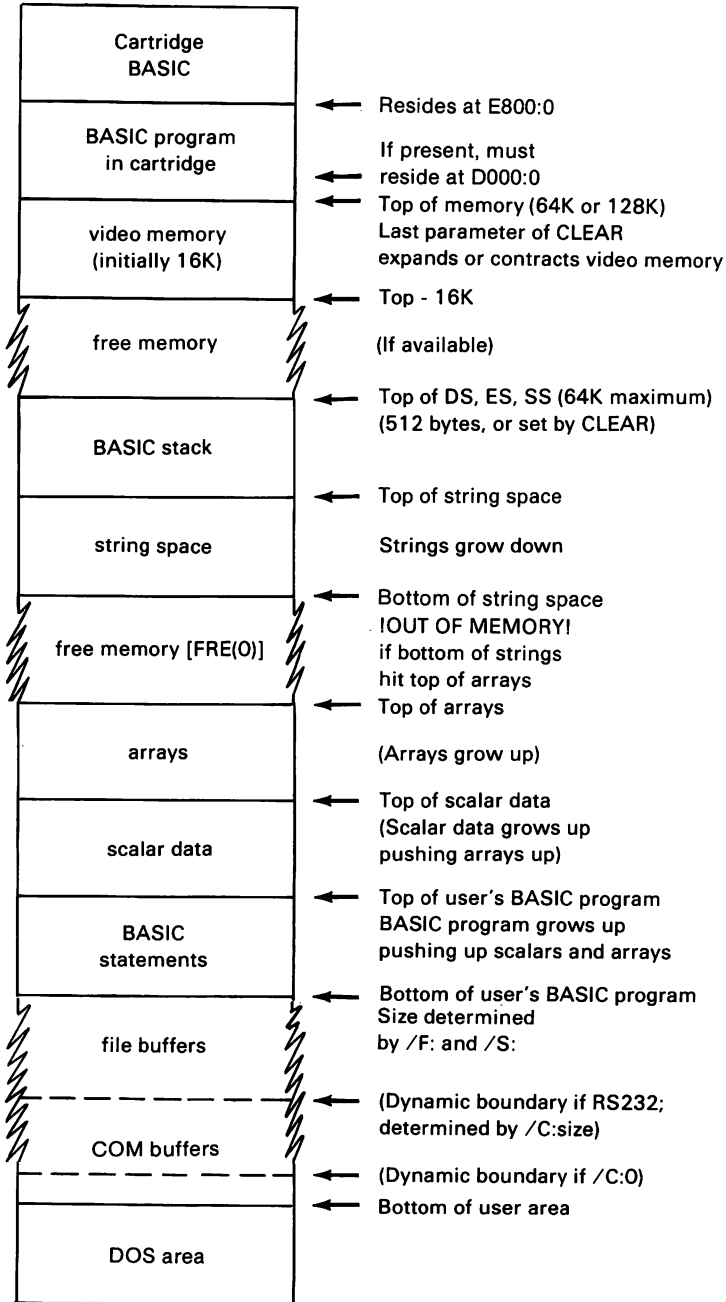 Cartridge
BASIC
Resides at E800:0
BASIC program
in cartridge
If present, must
reside at D000:0
Top of memory (64K or 128K)
video memory
(initially 16K)
Last parameter of CLEAR
expands or contracts video memory
Top - 16K
free memory
(If available)
Top of DS, ES, SS (64K maximum)
(512 bytes, or set by CLEAR)
BASIC stack
Top of string space
string space
Strings grow down
Bottom of string space
!OUT OF MEMORY!
free memory [FRE(0)]
if bottom of strings
hit top of arrays
Top of arrays
arrays
(Arrays grow up)
Top of scalar data
(Scalar data grows up
scalar data
pushing arrays up)
Top of user's BASIC program
BASIC
statements
BASIC program grows up
pushing up scalars and arrays
Bottom of user's BASIC program
Size determined
file buffers
by /F: and /S:
(Dynamic boundary if RS232;
determined by /C:size)
COM buffers
(Dynamic boundary if /C:0)
Bottom of user area
DOS area